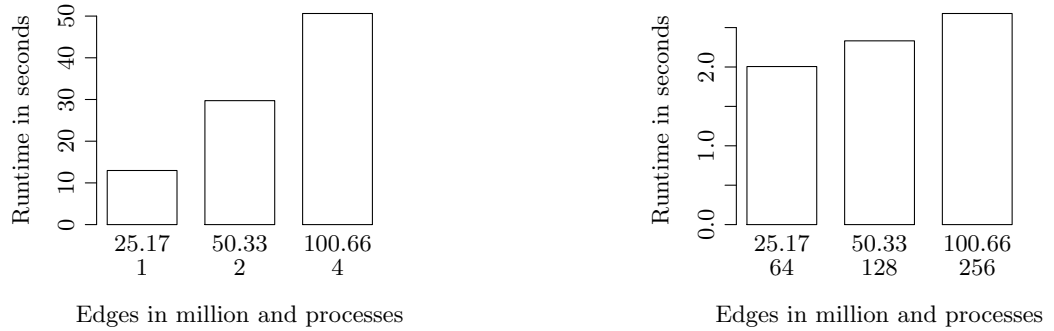 Runtime in seconds
50
40
30
20
10
0
25.17 50.33 100.66
1 2 4
Edges in million and processes
Runtime in seconds
2.0
1.0
0.0
25.17 50.33 100.66
64 128 256
Edges in million and processes